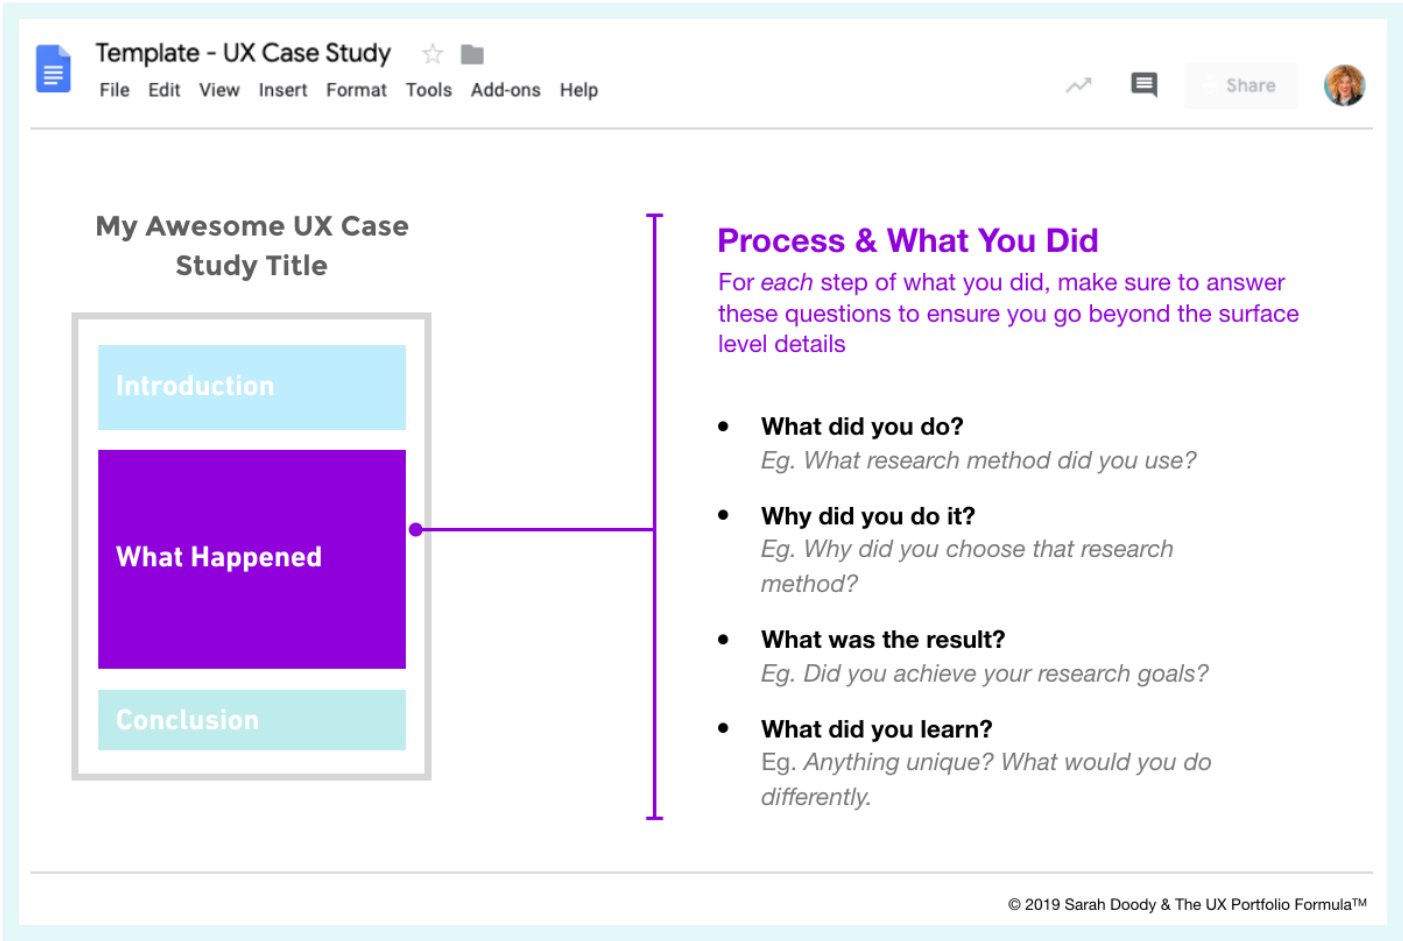 Template - UX Case Study
File Edit View Insert Format Tools Add-ons Help
Share
My Awesome UX Case
Study Title
Introduction
What Happened
Conclusion
Process & What You Did
For each step of what you did, make sure to answer
these questions to ensure you go beyond the surface
level details
• What did you do?
Eg. What research method did you use?
• Why did you do it?
Eg. Why did you choose that research
method?
• What was the result?
Eg. Did you achieve your research goals?
• What did you learn?
Eg. Anything unique? What would you do
differently.
© 2019 Sarah Doody & The UX Portfolio Formula™